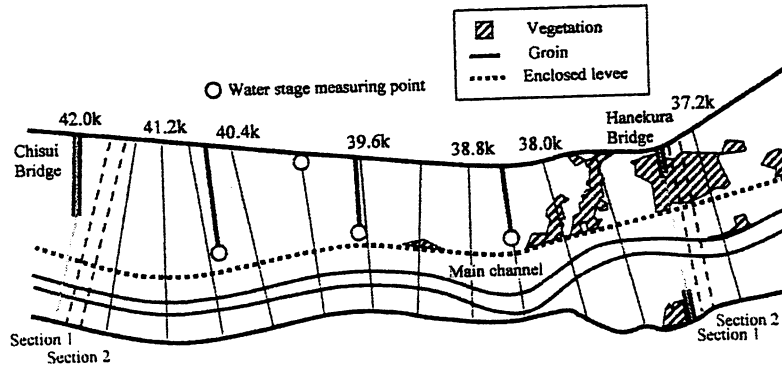 Vegetation
Groin
Enclosed levee
Water stage measuring point
42.0k
41.2k
40.4k
39.6k
38.8k
38.0k
37.2k
Hanekura
Bridge
Chisui
Bridge
Main channel
Section 1
Section 2
Section 2
Section 1